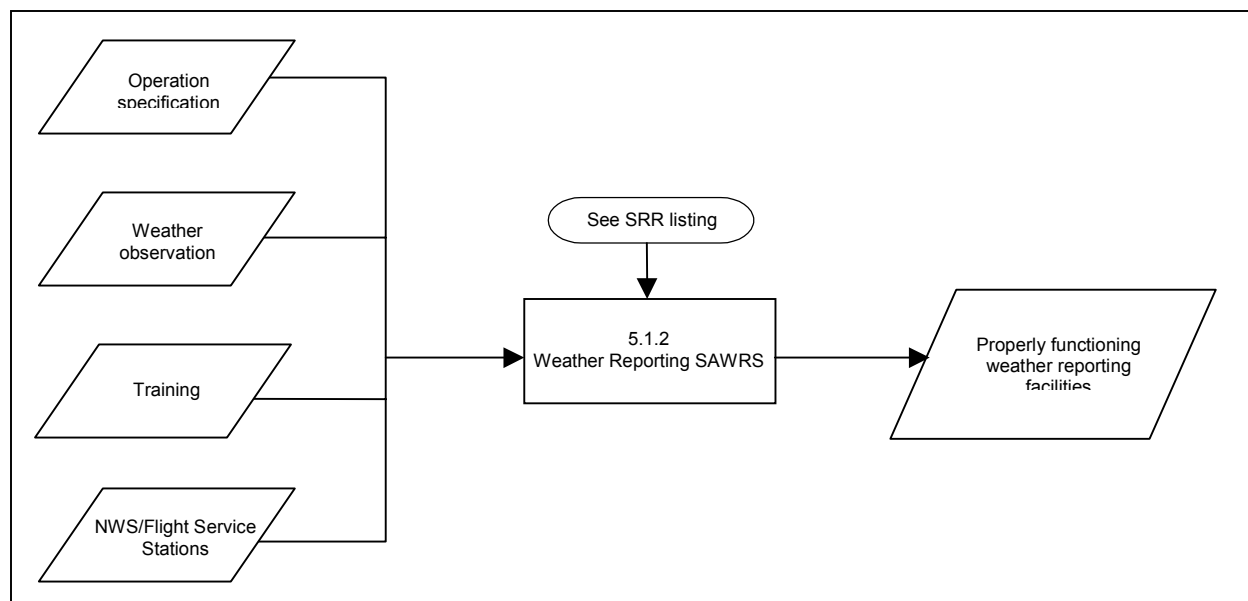 Operation
specification
Weather
observation
See SRR listing
5.1.2
Weather Reporting SAWRS
Training
Properly functioning
weather reporting
facilities
NWS/Flight Service
Stations